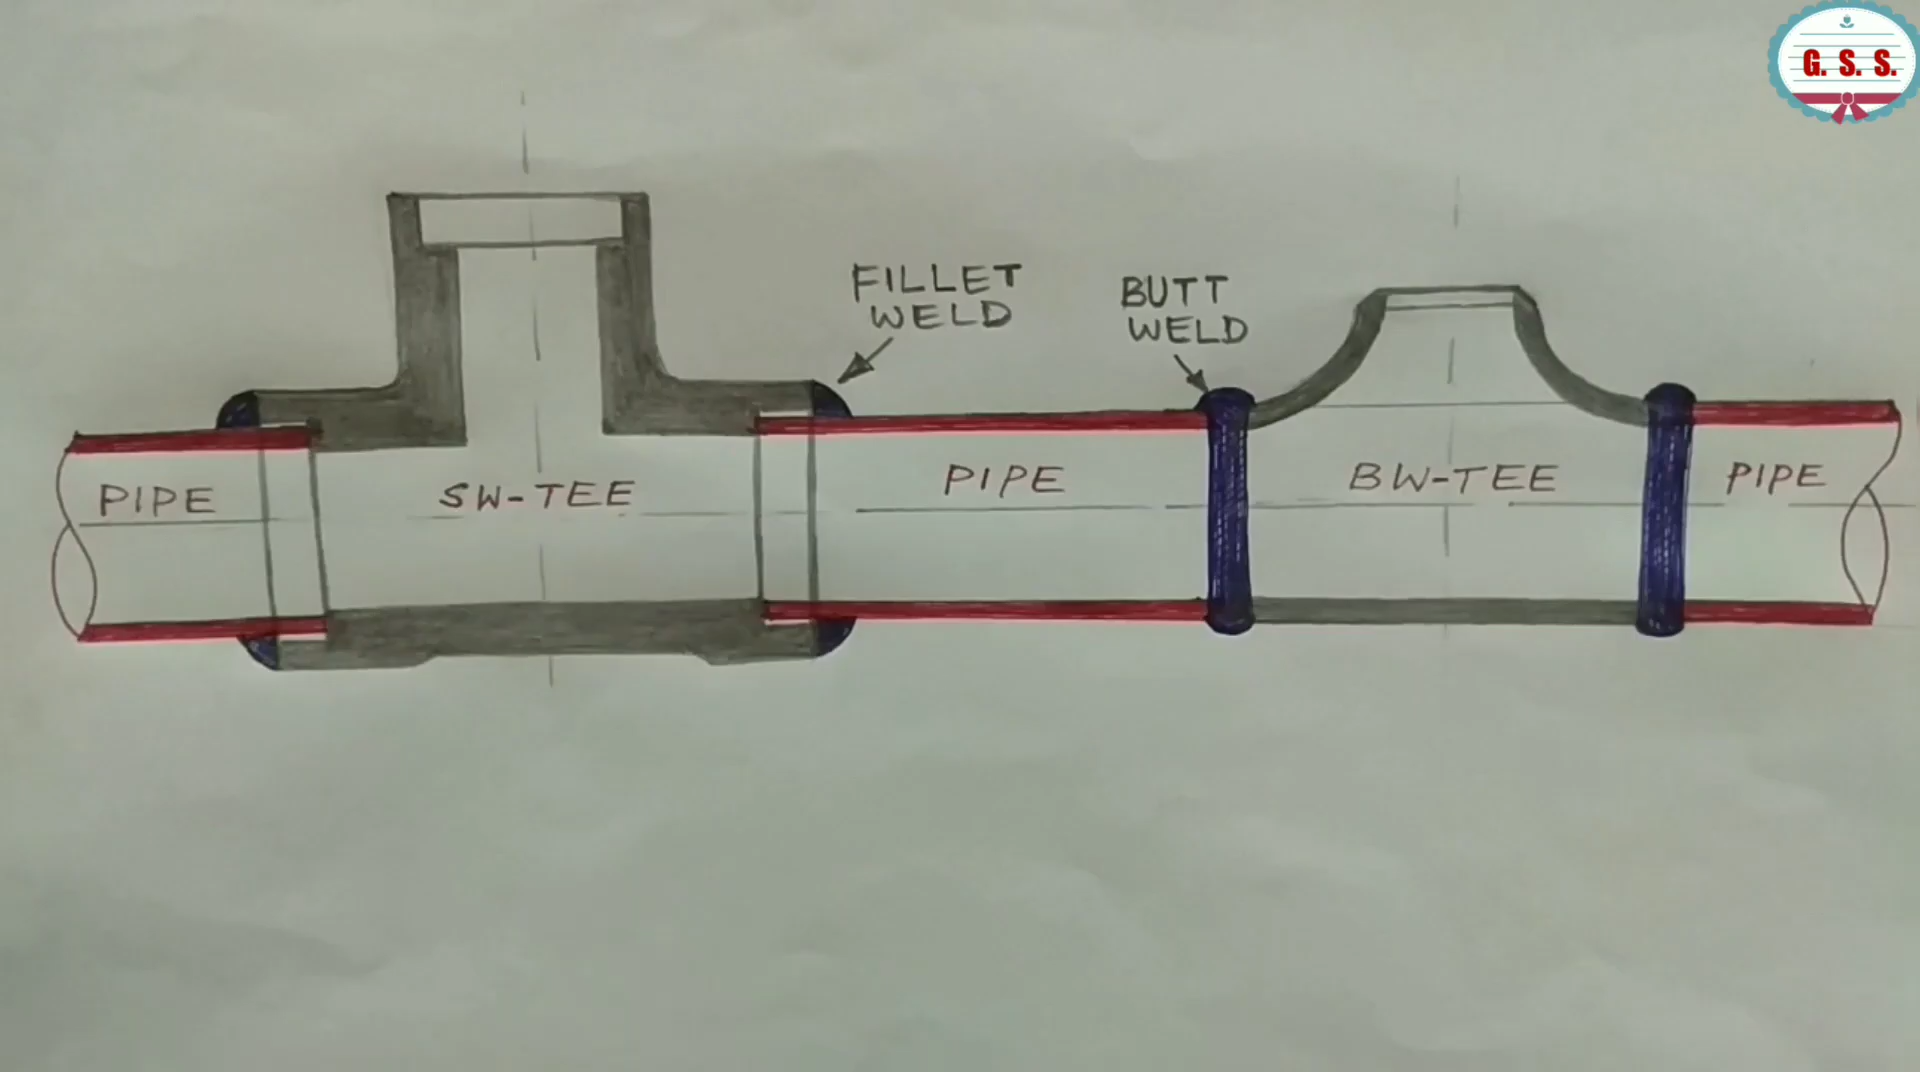 G. S. S.
FILLET
WELD
BUTT
WELD
PIPE
SW-TEE
PIPE
BW-TEE
PIPE